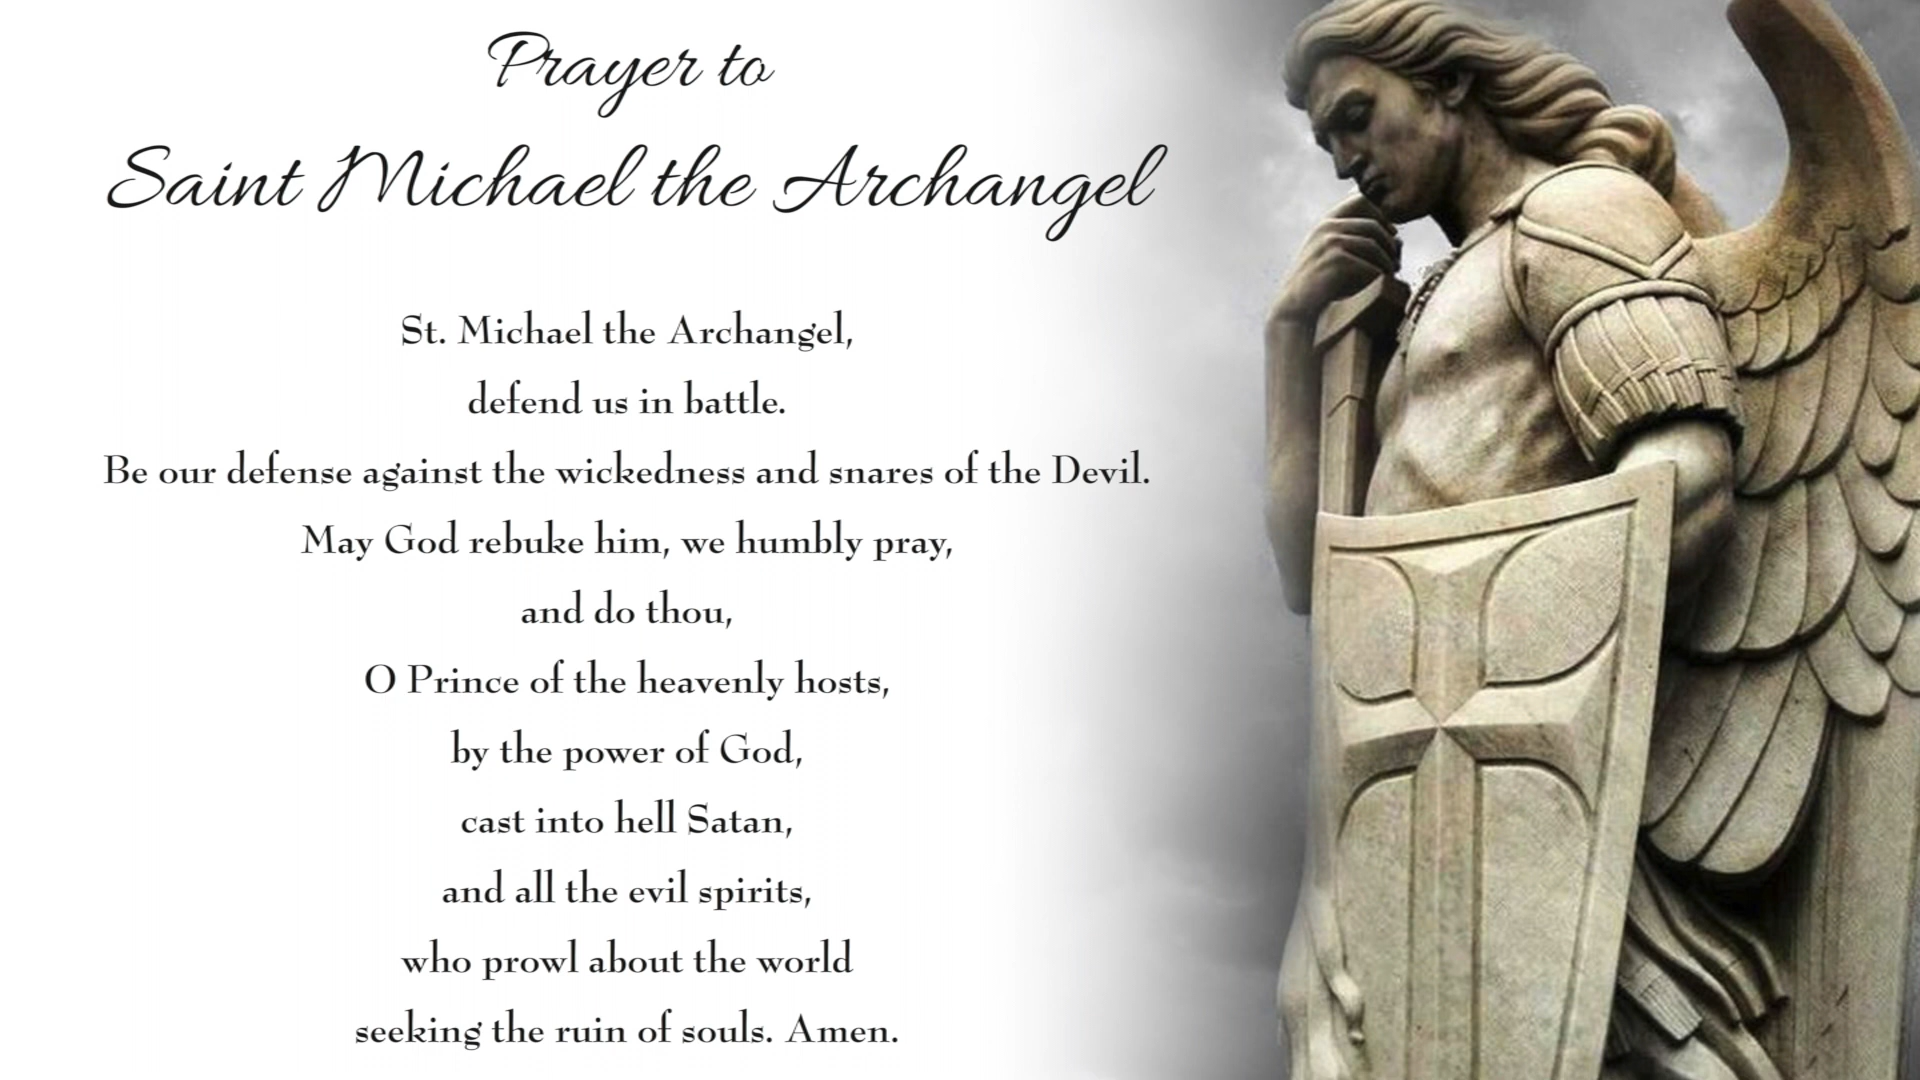 Prayer to
Saint Michael the Archangel
St. Michael the Archangel,
defend us in battle.
Be our defense against the wickedness and snares of the Devil.
May God rebuke him, we humbly pray,
and do thou,
O Prince of the heavenly hosts,
by the power of God,
cast into hell Satan,
and all the evil spirits,
who prowl about the world
seeking the ruin of souls. Amen.